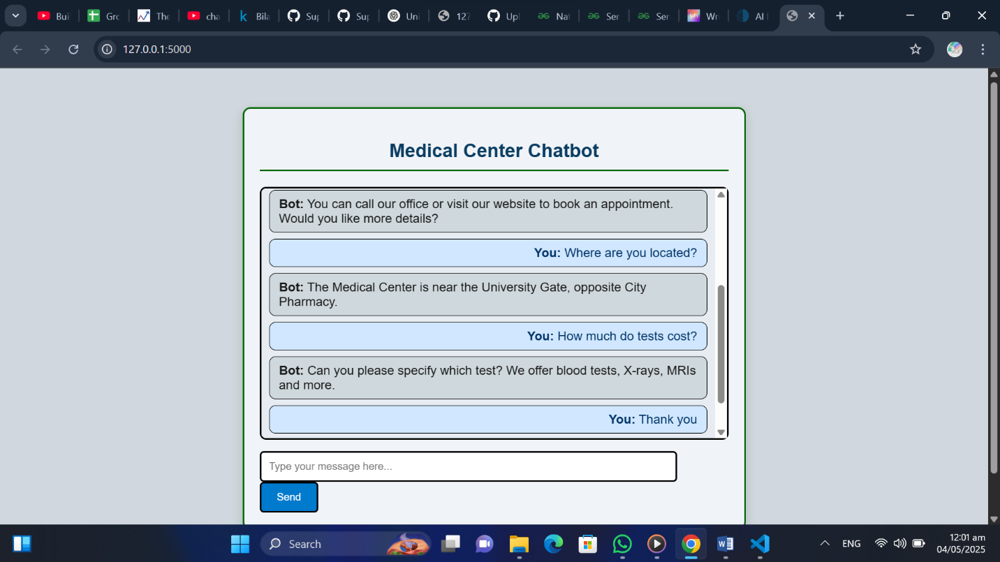 Bui
Gro
The
cha
Bila
Sup
Sup
Uni
127
Upl
Nai
Ser
Ser
Wri
AI
127.0.0.1:5000
Medical Center Chatbot
Bot: You can call our office or visit our website to book an appointment.
Would you like more details?
You: Where are you located?
Bot: The Medical Center is near the University Gate, opposite City
Pharmacy.
You: How much do tests cost?
Bot: Can you please specify which test? We offer blood tests, X-rays, MRIs
and more.
You: Thank you
Type your message here...
Send
Search
ENG
12:01 am
04/05/2025